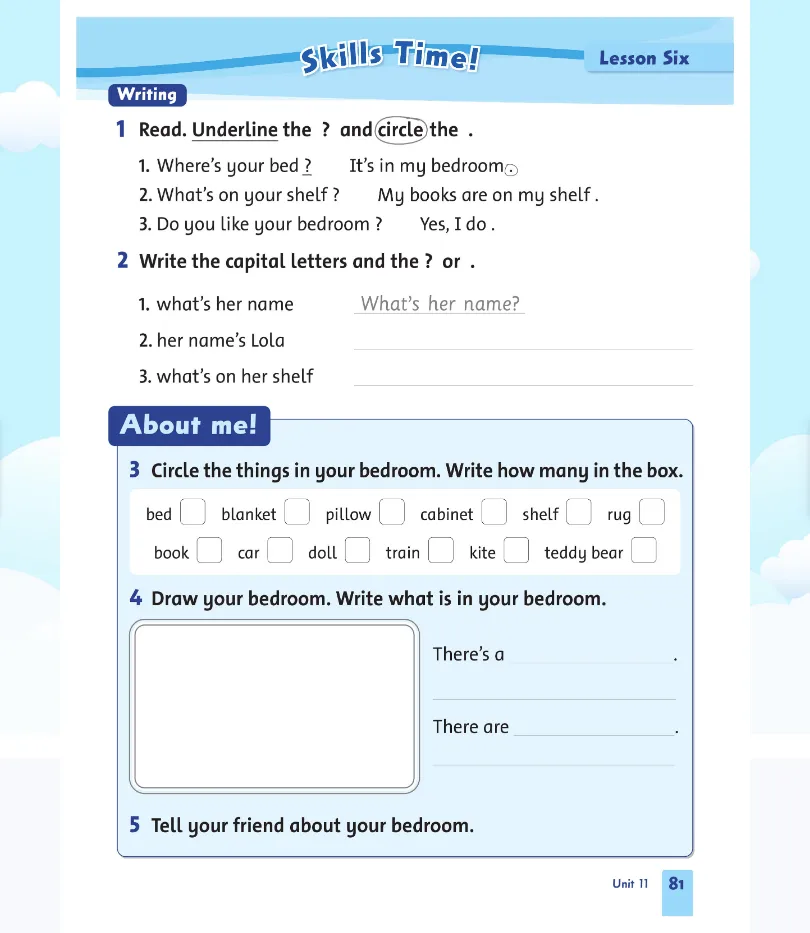 Skills Time!
Lesson Six
Writing
1 Read. Underline the ? and circle the .
1. Where's your bed ? It's in my bedroom .
2. What's on your shelf ? My books are on my shelf .
3. Do you like your bedroom ? Yes, I do .
2 Write the capital letters and the ? or .
1. what's her name What's her name?
2. her name's Lola
3. what's on her shelf
About me!
3 Circle the things in your bedroom. Write how many in the box.
bed blanket pillow cabinet shelf rug
book car doll train kite teddy bear
4 Draw your bedroom. Write what is in your bedroom.
There's a .
There are .
5 Tell your friend about your bedroom.
Unit 11 81